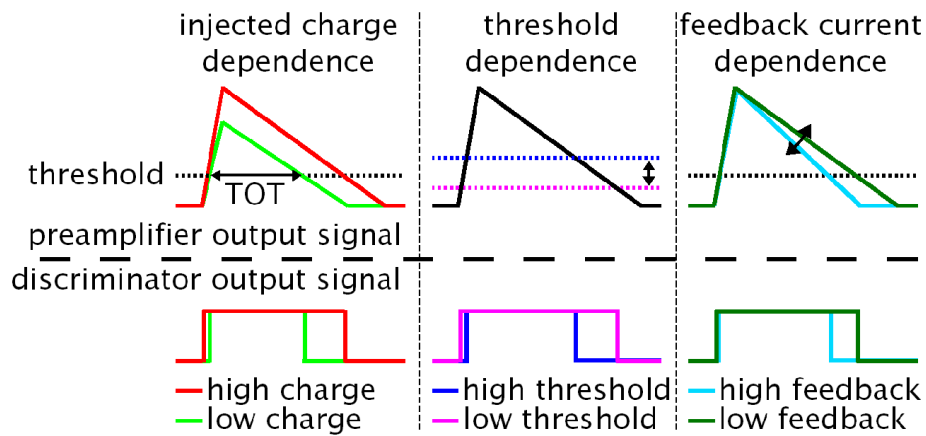 injected charge
dependence
threshold
dependence
feedback current
dependence
threshold
TOT
preamplifier output signal
discriminator output signal
high charge
low charge
high threshold
low threshold
high feedback
low feedback